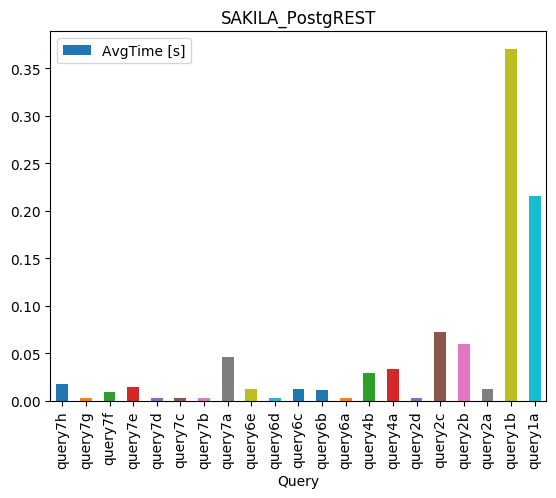 SAKILA_PostgREST
AvgTime [s]
0.35
0.30
0.25
0.20
0.15
0.10
0.05
0.00
query7h
query7g
query7f
query7e
query7d
query7c
query7b
query7a
query6e
query6d
query6c
query6b
query6a
query4b
query4a
query2d
query2c
query2b
query2a
query1b
query1a
Query